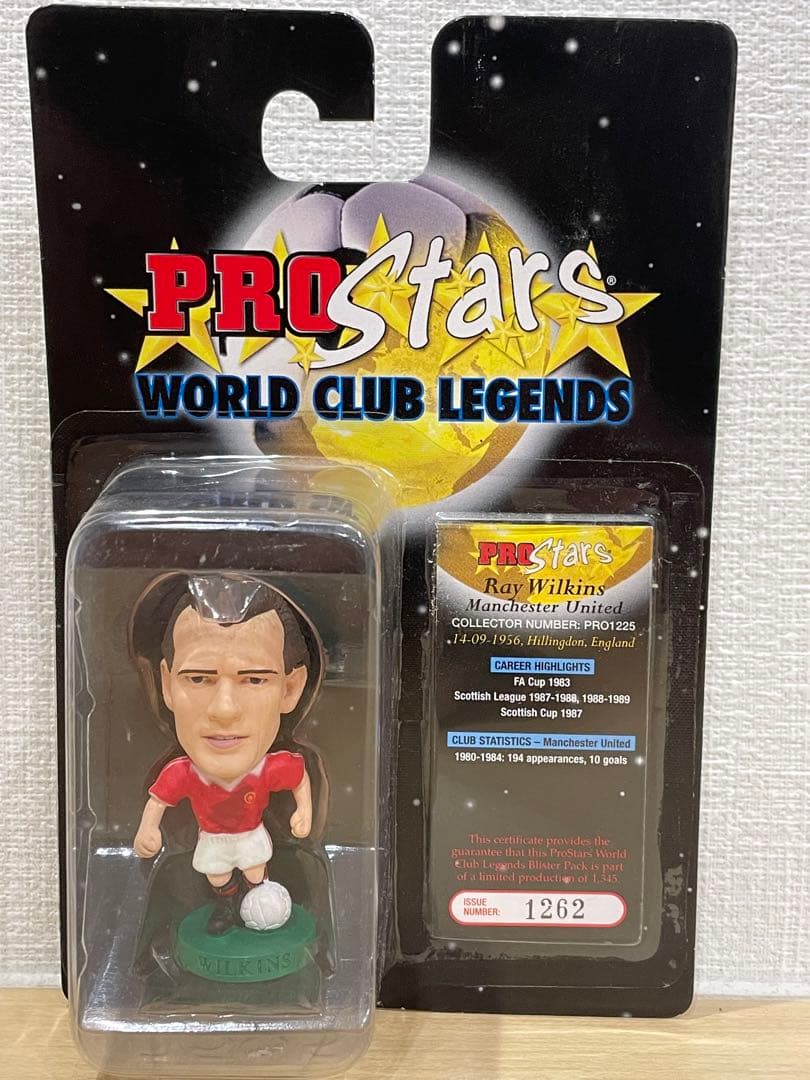 PROStars®
WORLD CLUB LEGENDS
PROStars
Ray Wilkins
Manchester United
COLLECTOR NUMBER: PRO1225
14-09-1956, Hillingdon, England
CAREER HIGHLIGHTS
FA Cup 1983
Scottish League 1987-1988, 1988-1989
Scottish Cup 1987
CLUB STATISTICS – Manchester United
1980-1984: 194 appearances, 10 goals
This certificate provides the
guarantee that this ProStars World
Club Legends Blister Pack is part
of a limited production of 1,345.
ISSUE
NUMBER: 1262
WILKINS